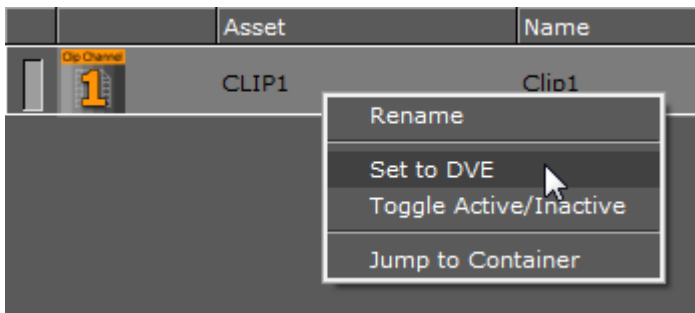 Asset Name
Clip Channel
1
CLIP1 Clip1
Rename
Set to DVE
Toggle Active/Inactive
Jump to Container